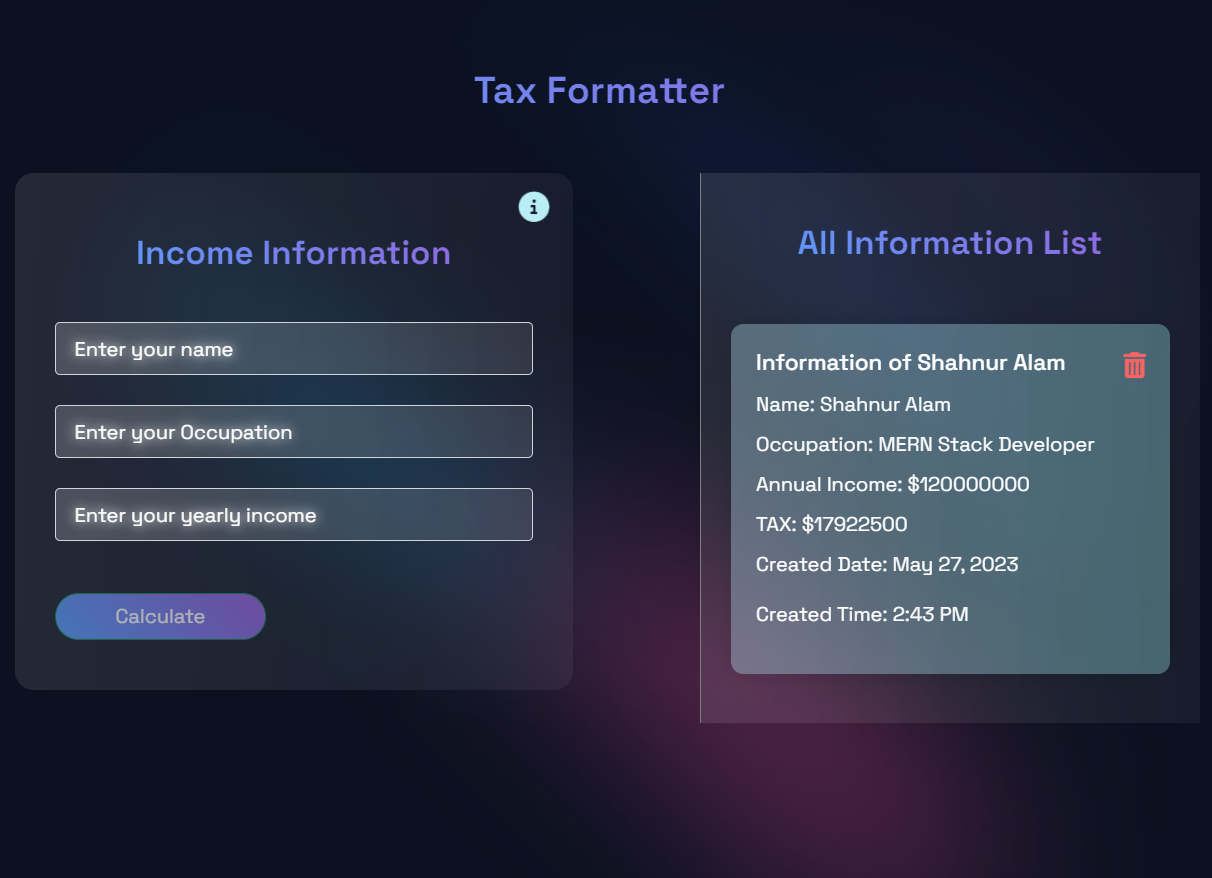 Tax Formatter
i
Income Information
Enter your name
Enter your Occupation
Enter your yearly income
Calculate
All Information List
Information of Shahnur Alam
Name: Shahnur Alam
Occupation: MERN Stack Developer
Annual Income: $120000000
TAX: $17922500
Created Date: May 27, 2023
Created Time: 2:43 PM